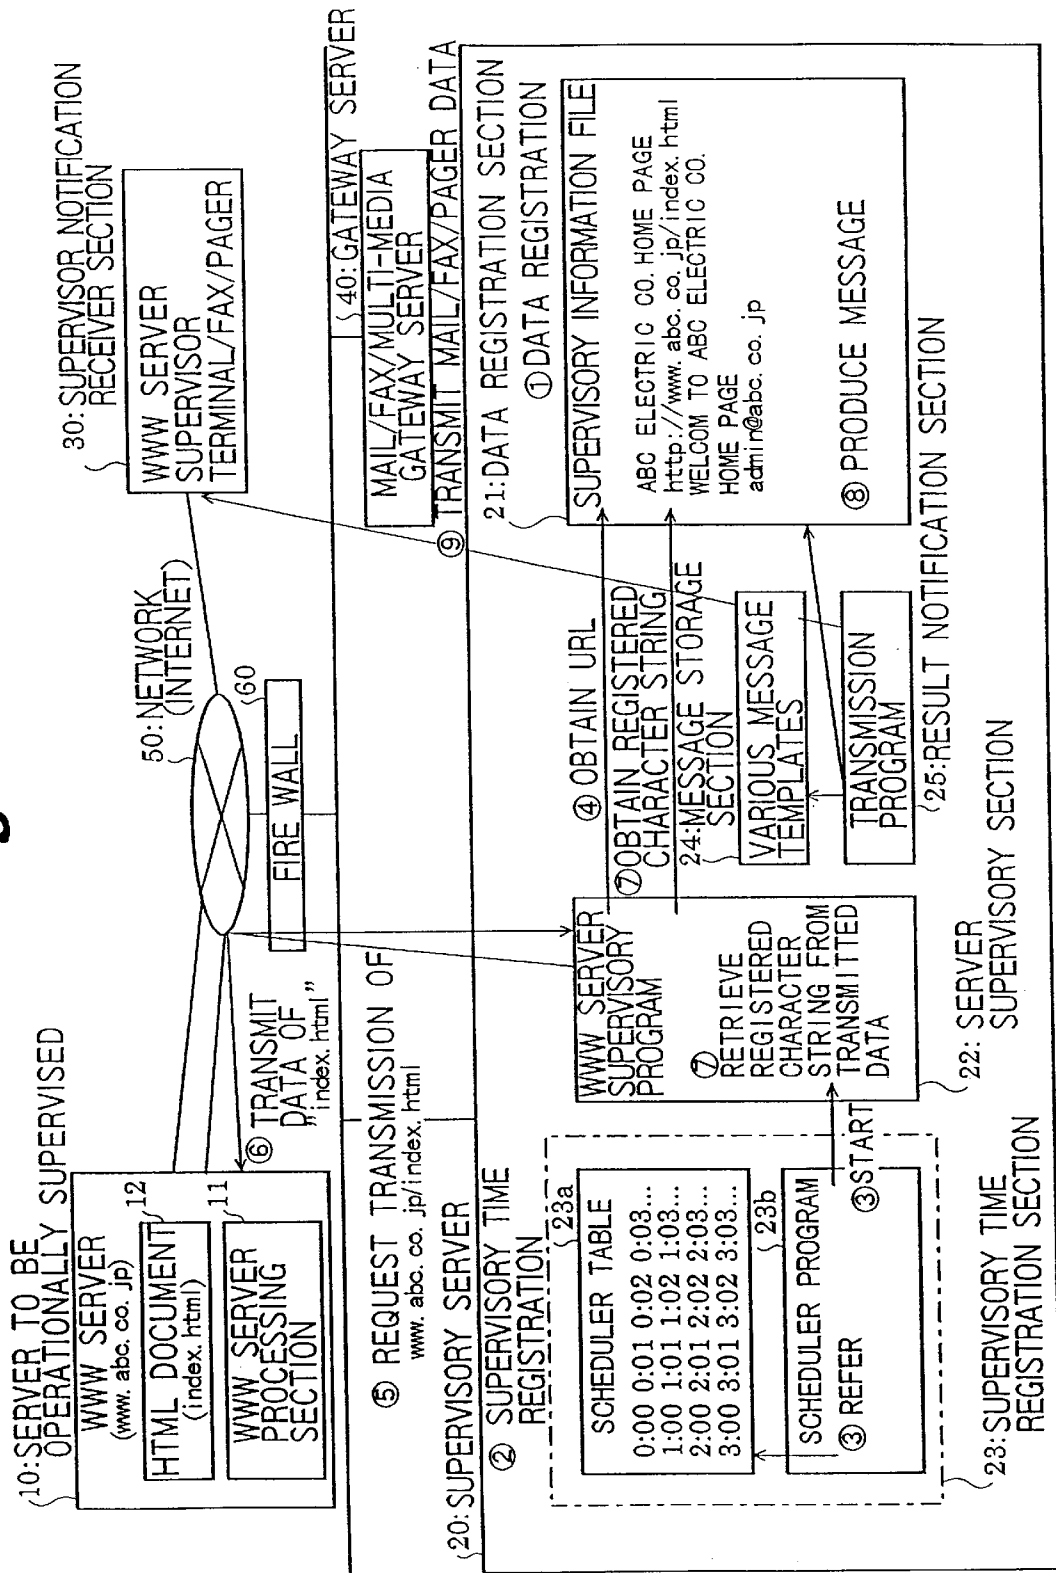 10:SERVER TO BE
OPERATIONALLY SUPERVISED
WWW SERVER
(www.abc.co.jp)
HTML DOCUMENT
(index.html)
12
WWW SERVER
PROCESSING
SECTION
11
⑥ TRANSMIT
DATA OF
"index.html"
50:NETWORK
(INTERNET)
FIRE WALL
60
30:SUPERVISOR NOTIFICATION
RECEIVER SECTION
WWW SERVER
SUPERVISOR
TERMINAL/FAX/PAGER
40:GATEWAY SERVER
MAIL/FAX/MULTI-MEDIA
GATEWAY SERVER
⑨ TRANSMIT MAIL/FAX/PAGER DATA
⑤ REQUEST TRANSMISSION OF
www.abc.co.jp/index.html
20:SUPERVISORY SERVER
② SUPERVISORY TIME
REGISTRATION
23a
SCHEDULER TABLE
0:00 0:01 0:02 0:03...
1:00 1:01 1:02 1:03...
2:00 2:01 2:02 2:03...
3:00 3:01 3:02 3:03...
23b
SCHEDULER PROGRAM
③ REFER
③START
23:SUPERVISORY TIME
REGISTRATION SECTION
WWW SERVER
SUPERVISORY
PROGRAM
⑦
RETRIEVE
REGISTERED
CHARACTER
STRING FROM
TRANSMITTED
DATA
22: SERVER
SUPERVISORY SECTION
④ OBTAIN URL
⑦OBTAIN REGISTERED
CHARACTER STRING
24:MESSAGE STORAGE
SECTION
VARIOUS MESSAGE
TEMPLATES
TRANSMISSION
PROGRAM
25:RESULT NOTIFICATION SECTION
21:DATA REGISTRATION SECTION
①DATA REGISTRATION
SUPERVISORY INFORMATION FILE
ABC ELECTRIC CO. HOME PAGE
http://www.abc.co.jp/index.html
WELCOM TO ABC ELECTRIC CO.
HOME PAGE
admin@abc.co.jp
⑧ PRODUCE MESSAGE